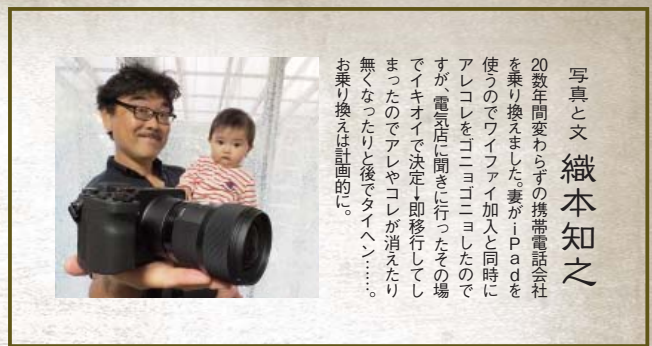 写真と文 織本知之
20数年間変わらずの携帯電話会社
を乗り換えました。妻がiPadを
使うのでワイファイ加入と同時に
アレコレをゴニョゴニョしたので
すが、電気店に聞きに行ったその場
でイキオイで決定→即移行してし
まったのでアレやコレが消えたり
無くなったりと後でタイヘン……。
お乗り換えは計画的に。